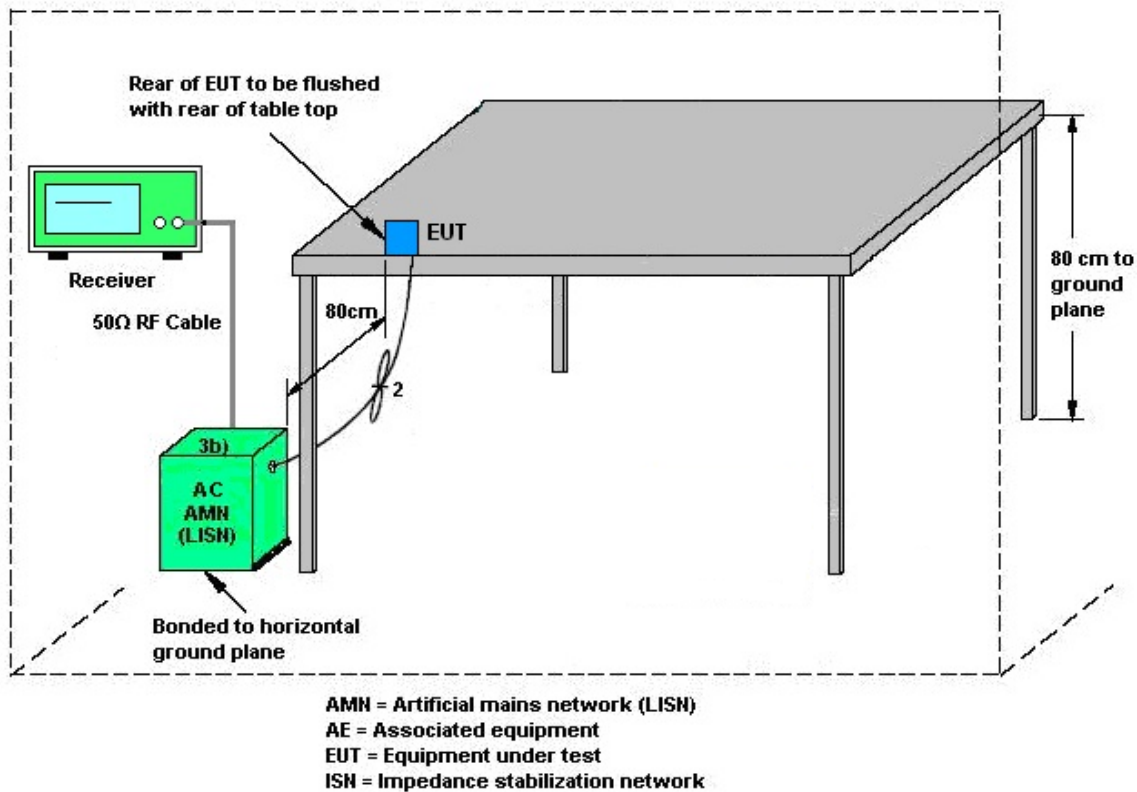 Rear of EUT to be flushed
with rear of table top
EUT
Receiver
80cm
50Ω RF Cable
2
80 cm to
ground
plane
3b)
AC
AMN
(LISN)
Bonded to horizontal
ground plane
AMN = Artificial mains network (LISN)
AE = Associated equipment
EUT = Equipment under test
ISN = Impedance stabilization network